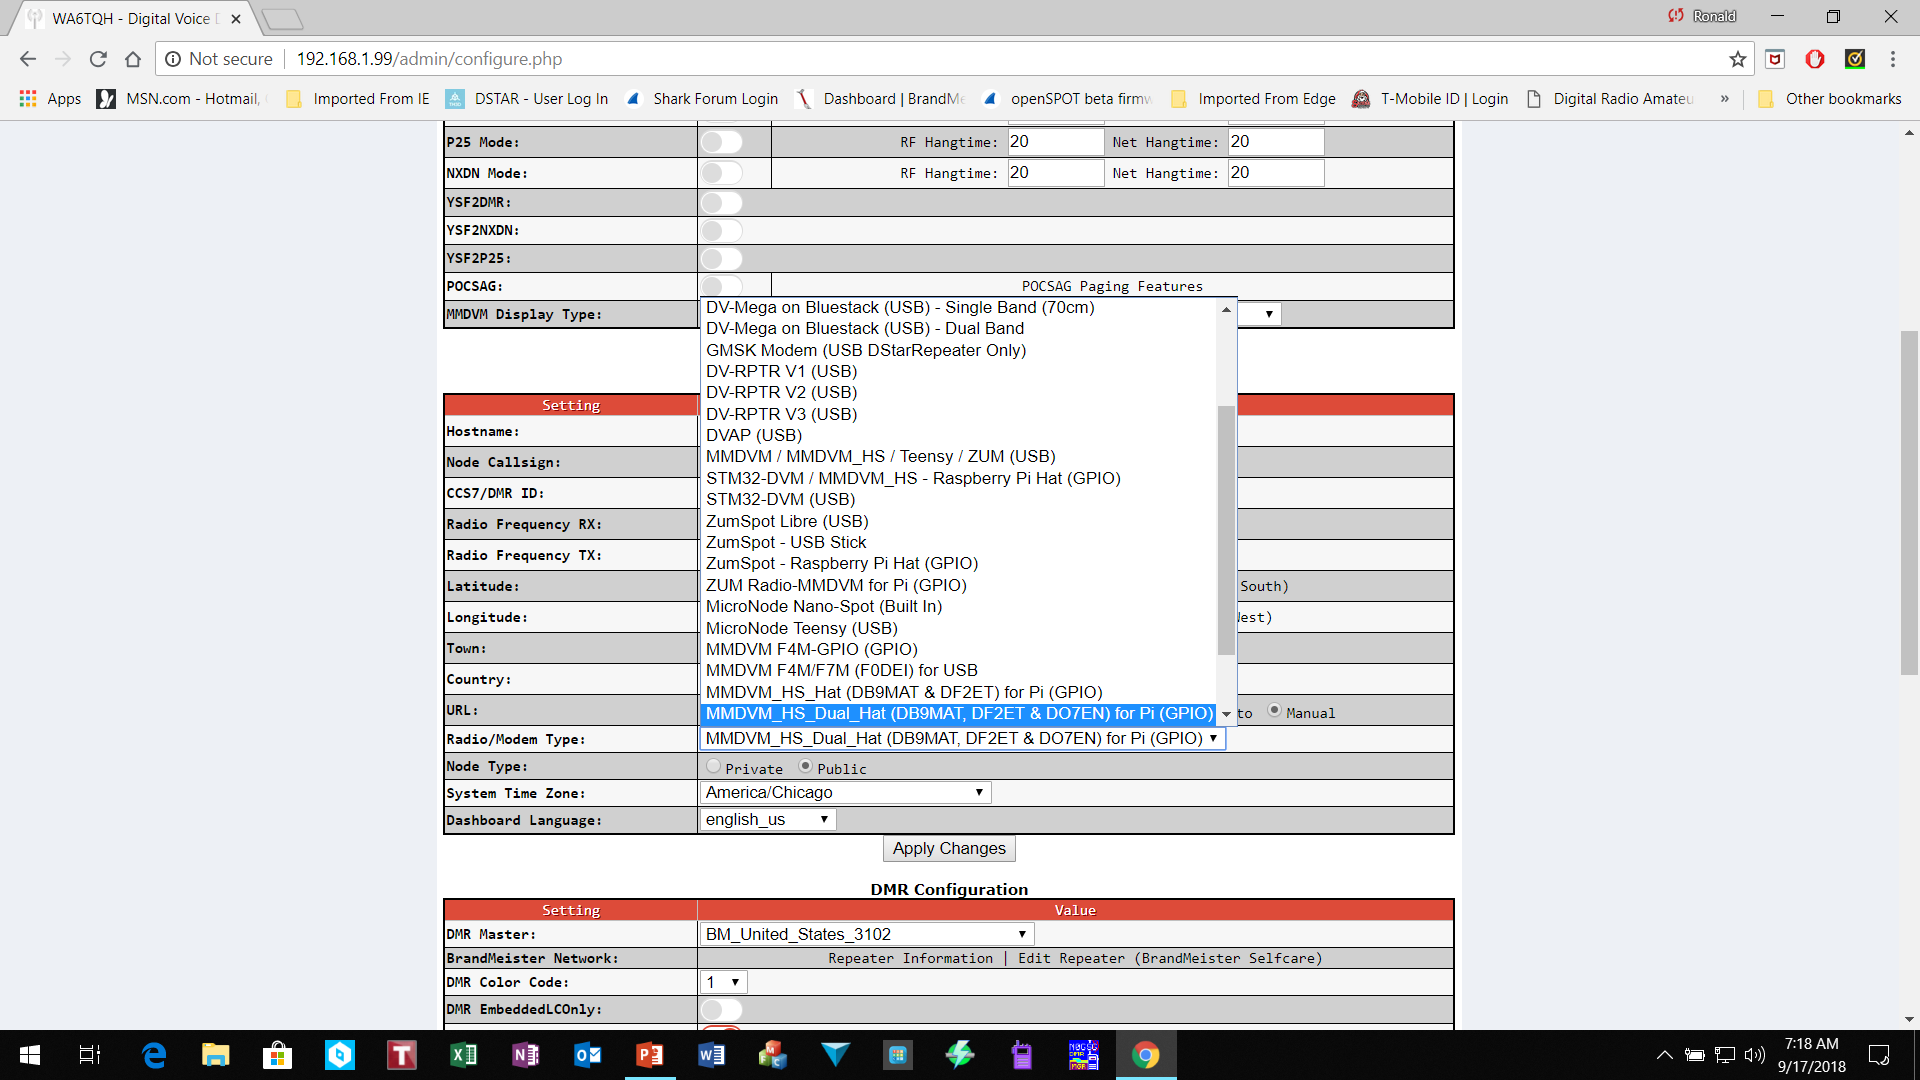 WA6TQH - Digital Voice
Ronald
Not secure
192.168.1.99/admin/configure.php
Apps
MSN.com - Hotmail,
Imported From IE
DSTAR - User Log In
Shark Forum Login
Dashboard | BrandMe
openSPOT beta firmw
Imported From Edge
T-Mobile ID | Login
Digital Radio Amateu
»
Other bookmarks
P25 Mode:
RF Hangtime: 20 Net Hangtime: 20
NXDN Mode:
RF Hangtime: 20 Net Hangtime: 20
YSF2DMR:
YSF2NXDN:
YSF2P25:
POCSAG:
POCSAG Paging Features
MMDVM Display Type:
DV-Mega on Bluestack (USB) - Single Band (70cm)
DV-Mega on Bluestack (USB) - Dual Band
GMSK Modem (USB DStarRepeater Only)
DV-RPTR V1 (USB)
DV-RPTR V2 (USB)
DV-RPTR V3 (USB)
DVAP (USB)
MMDVM / MMDVM_HS / Teensy / ZUM (USB)
STM32-DVM / MMDVM_HS - Raspberry Pi Hat (GPIO)
STM32-DVM (USB)
ZumSpot Libre (USB)
ZumSpot - USB Stick
ZumSpot - Raspberry Pi Hat (GPIO)
ZUM Radio-MMDVM for Pi (GPIO)
MicroNode Nano-Spot (Built In)
MicroNode Teensy (USB)
MMDVM F4M-GPIO (GPIO)
MMDVM F4M/F7M (F0DEI) for USB
MMDVM_HS_Hat (DB9MAT & DF2ET) for Pi (GPIO)
MMDVM_HS_Dual_Hat (DB9MAT, DF2ET & DO7EN) for Pi (GPIO)
Setting
Hostname:
Node Callsign:
CCS7/DMR ID:
Radio Frequency RX:
Radio Frequency TX:
Latitude:
South)
Longitude:
West)
Town:
Country:
URL:
to Manual
Radio/Modem Type:
MMDVM_HS_Dual_Hat (DB9MAT, DF2ET & DO7EN) for Pi (GPIO)
Node Type:
Private Public
System Time Zone:
America/Chicago
Dashboard Language:
english_us
Apply Changes
DMR Configuration
Setting
Value
DMR Master:
BM_United_States_3102
BrandMeister Network:
Repeater Information | Edit Repeater (BrandMeister Selfcare)
DMR Color Code:
1
DMR EmbeddedLCOnly:
7:18 AM
9/17/2018